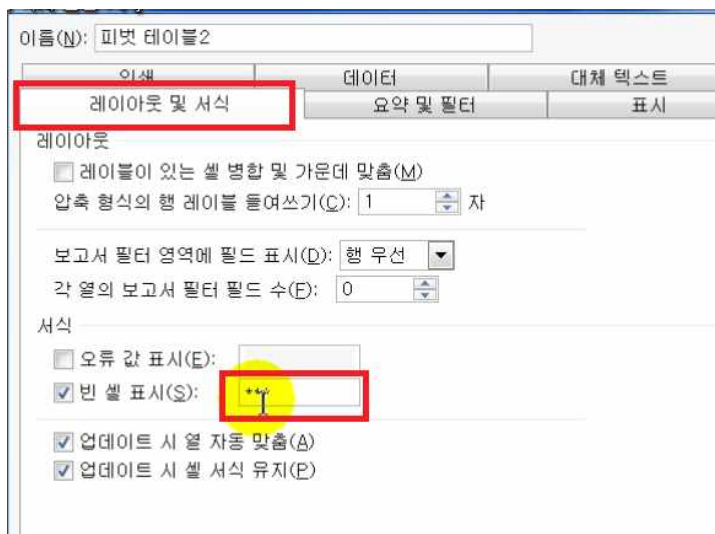 이름(N): 피벗 테이블2
인쇄 데이터 대체 텍스트
레이아웃 및 서식 요약 및 필터 표시
레이아웃
레이블이 있는 셀 병합 및 가운데 맞춤(M)
압축 형식의 행 레이블 들여쓰기(C): 1 자
보고서 필터 영역에 필드 표시(D): 행 우선
각 열의 보고서 필터 필드 수(F): 0
서식
오류 값 표시(E):
빈 셀 표시(S): ***
업데이트 시 열 자동 맞춤(A)
업데이트 시 셀 서식 유지(P)